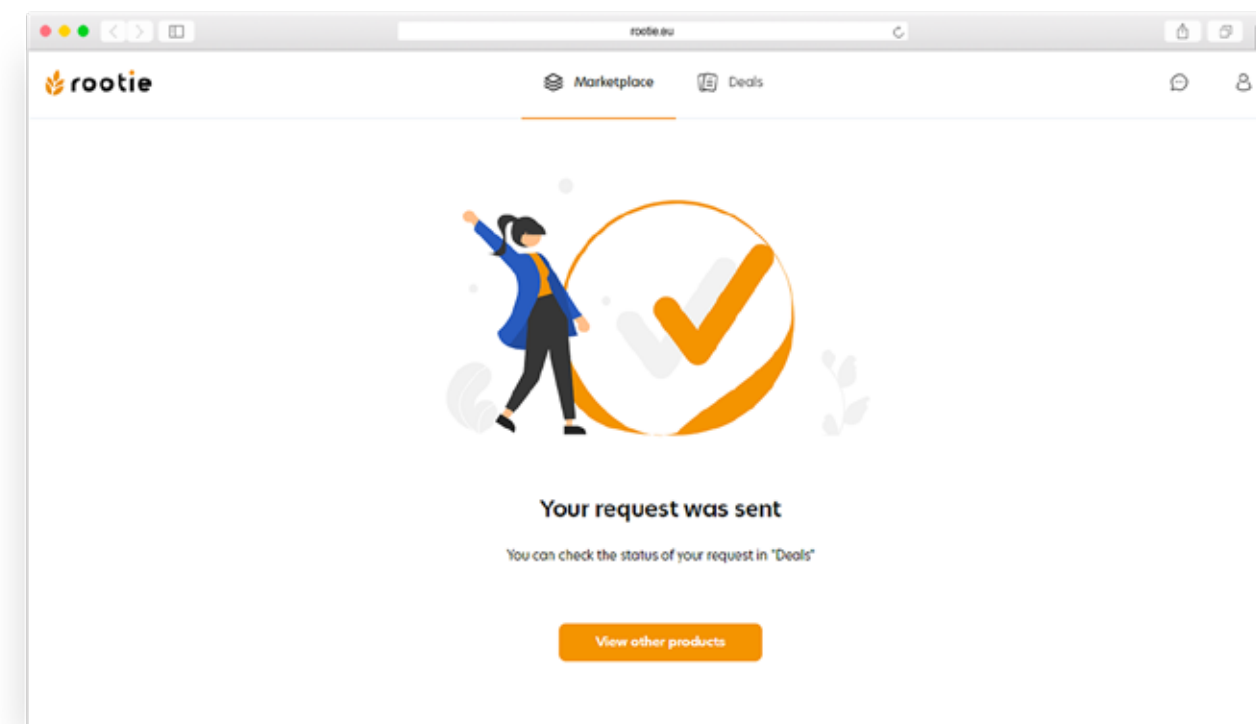 rootie.eu
rootie
Marketplace
Deals
Your request was sent
You can check the status of your request in "Deals"
View other products